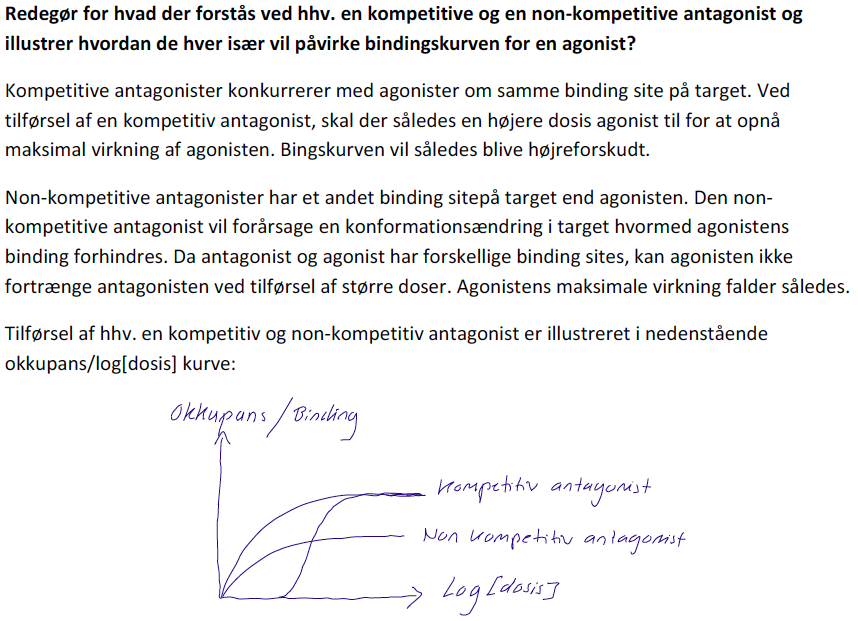 Redegør for hvad der forstås ved hhv. en kompetitive og en non-kompetitive antagonist og
illustrer hvordan de hver især vil påvirke bindingskurven for en agonist?
Kompetitive antagonister konkurrerer med agonister om samme binding site på target. Ved
tilførsel af en kompetitiv antagonist, skal der således en højere dosis agonist til for at opnå
maksimal virkning af agonisten. Bingskurven vil således blive højreforskudt.
Non-kompetitive antagonister har et andet binding sitepå target end agonisten. Den non-
kompetitive antagonist vil forårsage en konformationsændring i target hvormed agonistens
binding forhindres. Da antagonist og agonist har forskellige binding sites, kan agonisten ikke
fortrænge antagonisten ved tilførsel af større doser. Agonistens maksimale virkning falder således.
Tilførsel af hhv. en kompetitiv og non-kompetitiv antagonist er illustreret i nedenstående
okkupans/log[dosis] kurve:
Okkupans / Binding
Kompetitiv antagonist
Non kompetitiv antagonist
Log [dosis]